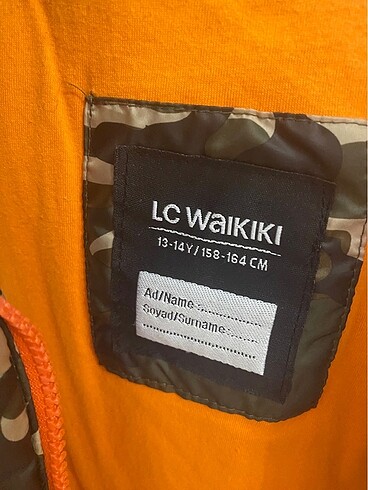 LC WAIKIKI
13-14Y/158-164 CM
Ad/Name :..............
Soyad/Surname :........
..............................